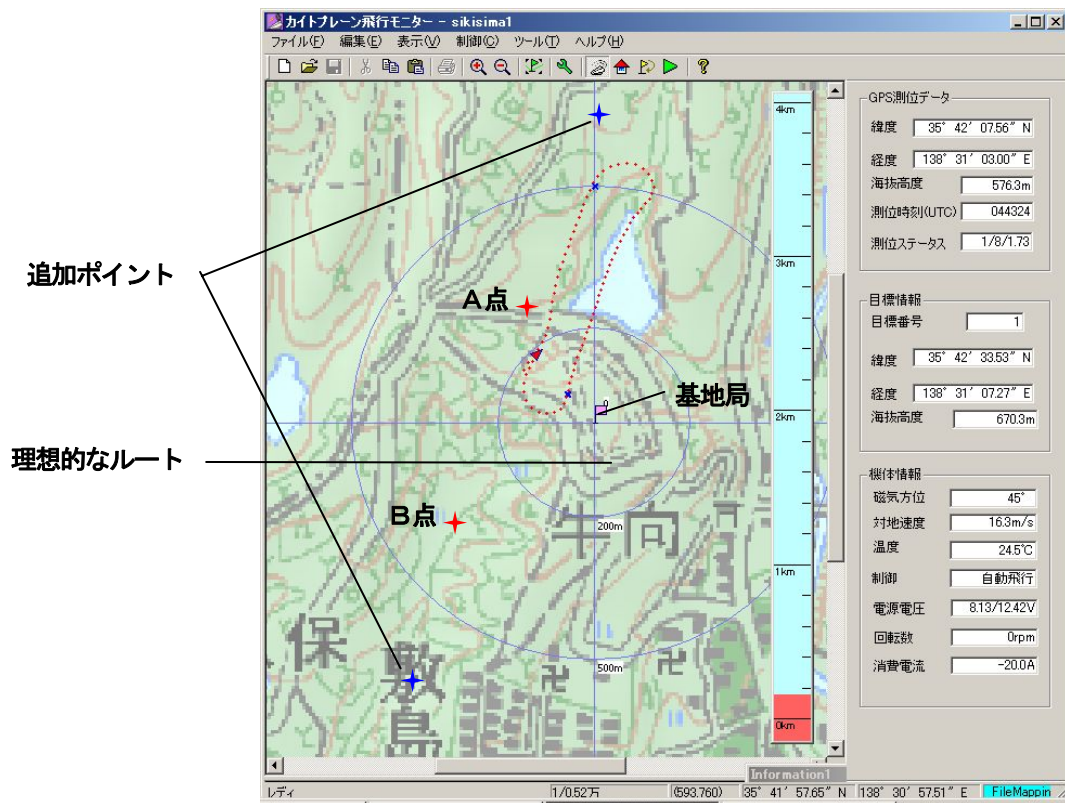 カイトプレーン飛行モニター - sikisima1
ファイル(F) 編集(E) 表示(V) 制御(C) ツール(T) ヘルプ(H)
4km
3km
2km
1km
0km
追加ポイント
A点
基地局
0
理想的なルート
B点
200m
500m
牛向
保
敷島
GPS測位データ
緯度 35° 42′ 07.56″ N
経度 138° 31′ 03.00″ E
海抜高度 576.3m
測位時刻(UTC) 044324
測位ステータス 1/8/1.73
目標情報
目標番号 1
緯度 35° 42′ 33.53″ N
経度 138° 31′ 07.27″ E
海抜高度 670.3m
機体情報
磁気方位 45°
対地速度 16.3m/s
温度 24.5℃
制御 自動飛行
電源電圧 8.13/12.42V
回転数 0rpm
消費電流 -20.0A
Information1
レディ 1/0.52万 (693.760) 35° 41′ 57.65″ N 138° 30′ 57.51″ E FileMappin